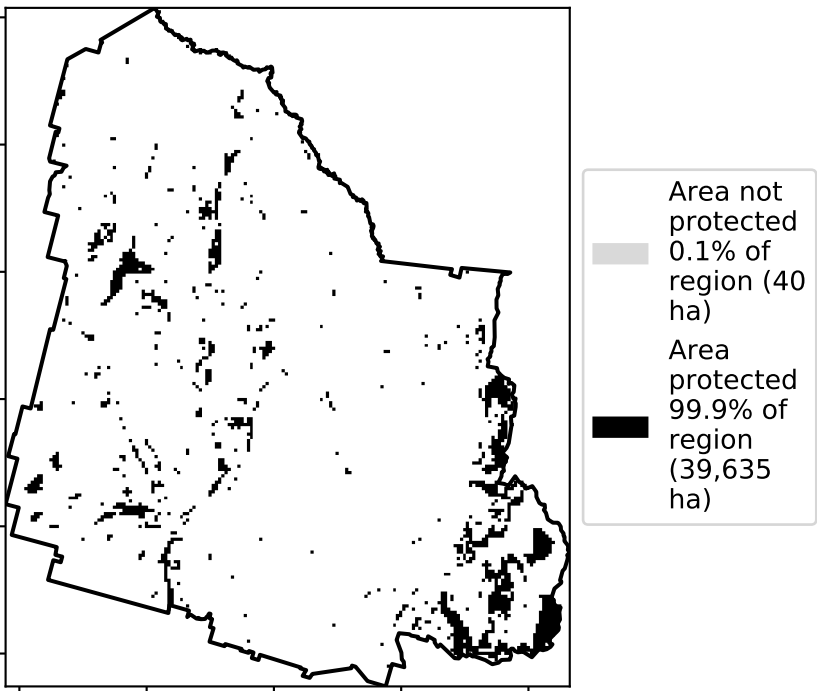 Area not
protected
0.1% of
region (40
ha)
Area
protected
99.9% of
region
(39,635
ha)